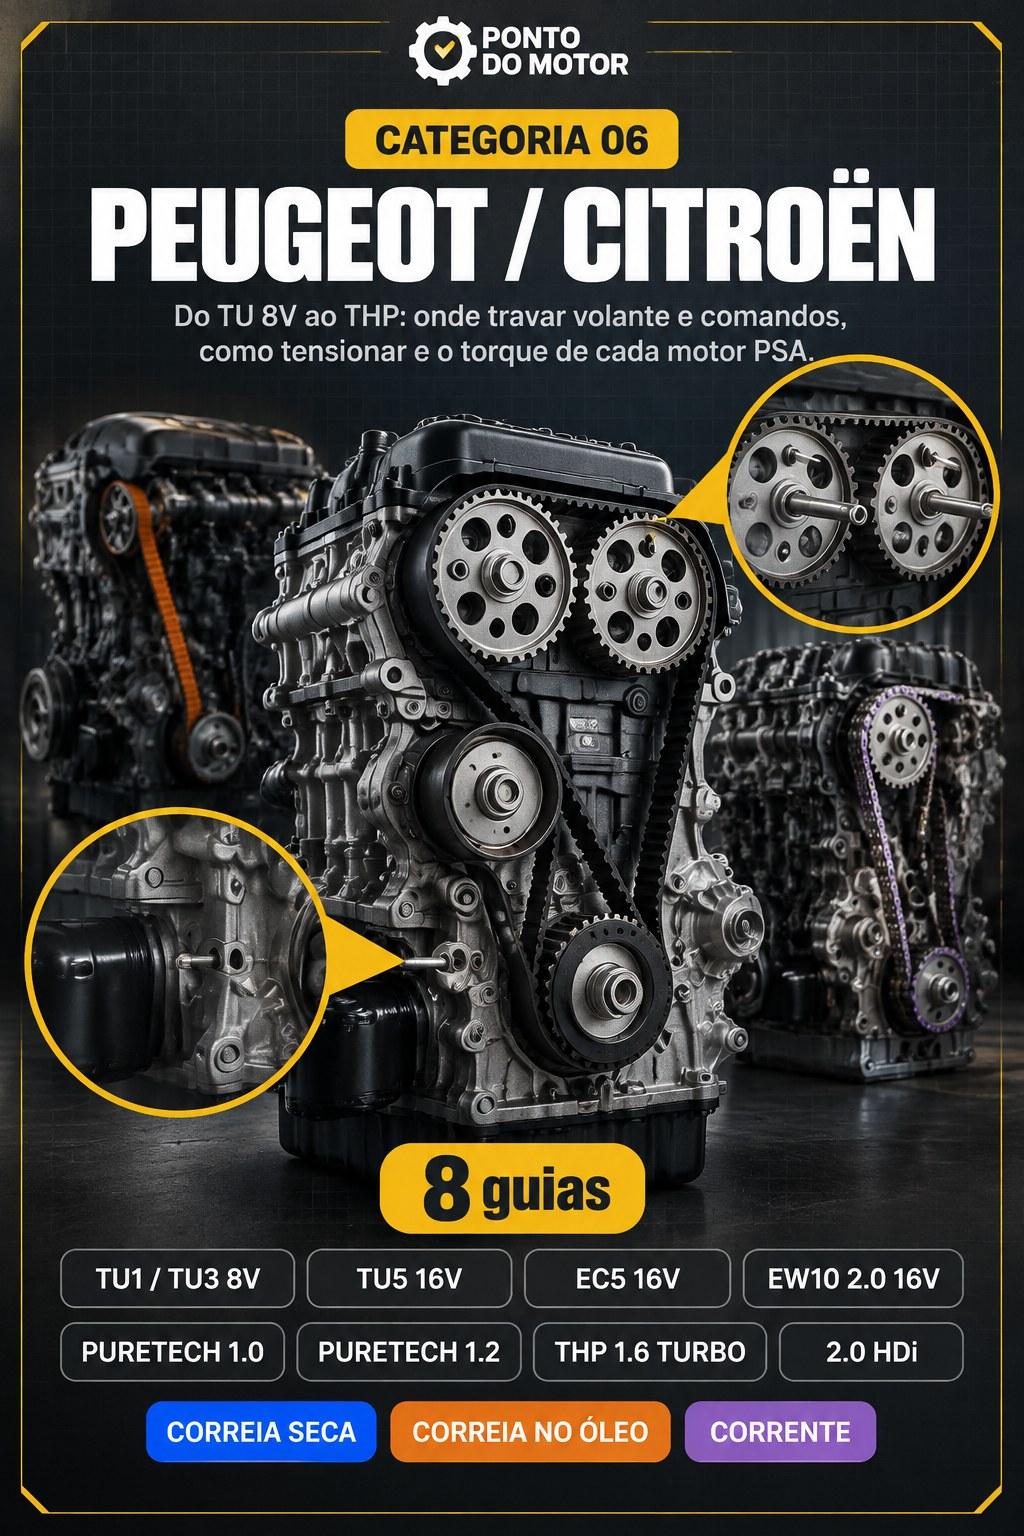 PONTO
DO MOTOR
CATEGORIA 06
PEUGEOT / CITROËN
Do TU 8V ao THP: onde travar volante e comandos,
como tensionar e o torque de cada motor PSA.
8 guias
TU1 / TU3 8V
TU5 16V
EC5 16V
EW10 2.0 16V
PURETECH 1.0
PURETECH 1.2
THP 1.6 TURBO
2.0 HDi
CORREIA SECA
CORREIA NO ÓLEO
CORRENTE